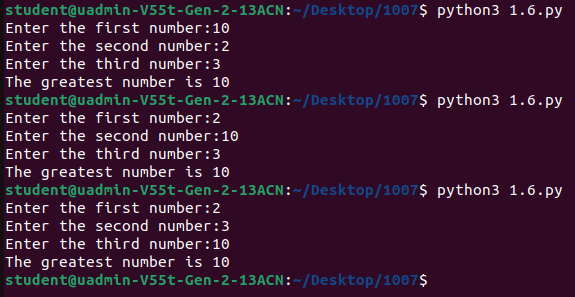 student@uadmin-V55t-Gen-2-13ACN:~/Desktop/1007$ python3 1.6.py
Enter the first number:10
Enter the second number:2
Enter the third number:3
The greatest number is 10
student@uadmin-V55t-Gen-2-13ACN:~/Desktop/1007$ python3 1.6.py
Enter the first number:2
Enter the second number:10
Enter the third number:3
The greatest number is 10
student@uadmin-V55t-Gen-2-13ACN:~/Desktop/1007$ python3 1.6.py
Enter the first number:2
Enter the second number:3
Enter the third number:10
The greatest number is 10
student@uadmin-V55t-Gen-2-13ACN:~/Desktop/1007$